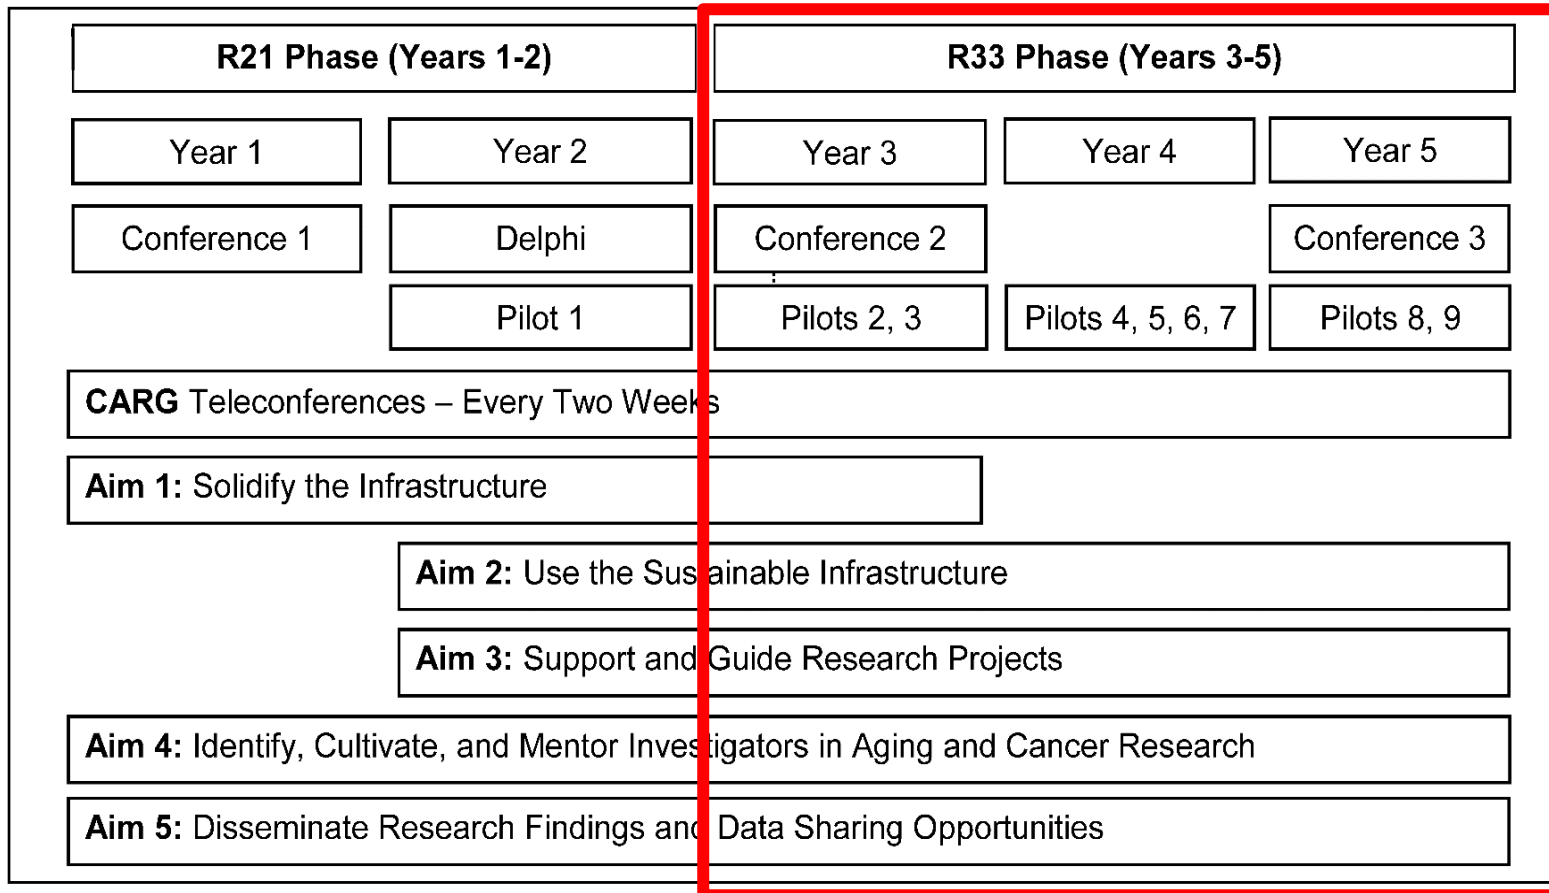 R21 Phase (Years 1-2)
R33 Phase (Years 3-5)
Year 1
Year 2
Year 3
Year 4
Year 5
Conference 1
Delphi
Conference 2
Conference 3
Pilot 1
Pilots 2, 3
Pilots 4, 5, 6, 7
Pilots 8, 9
CARG Teleconferences – Every Two Weeks
Aim 1: Solidify the Infrastructure
Aim 2: Use the Sustainable Infrastructure
Aim 3: Support and Guide Research Projects
Aim 4: Identify, Cultivate, and Mentor Investigators in Aging and Cancer Research
Aim 5: Disseminate Research Findings and Data Sharing Opportunities